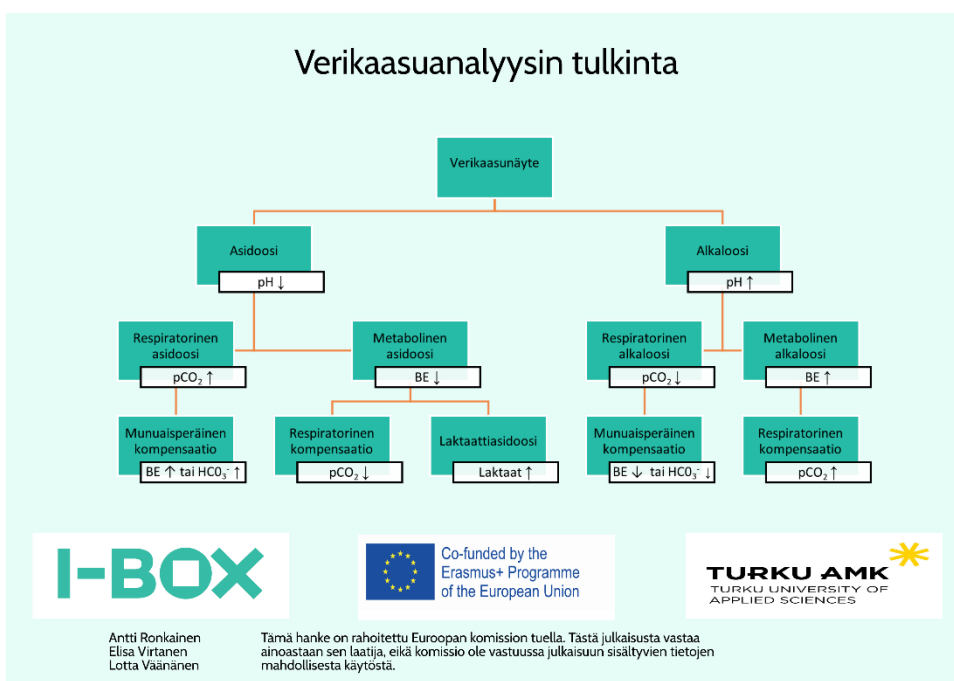 Verikaasuanalyysin tulkinta
Verikaasunäyte
Asidoosi
pH ↓
Alkaloosi
pH ↑
Respiratorinen
asidoosi
pCO₂ ↑
Metabolinen
asidoosi
BE ↓
Respiratorinen
alkaloosi
pCO₂ ↓
Metabolinen
alkaloosi
BE ↑
Munuaisperäinen
kompensaatio
BE ↑ tai HC0₃⁻ ↑
Respiratorinen
kompensaatio
pCO₂ ↓
Laktaattiasidoosi
Laktaat ↑
Munuaisperäinen
kompensaatio
BE ↓ tai HC0₃⁻ ↓
Respiratorinen
kompensaatio
pCO₂ ↑
I-BOX
Co-funded by the
Erasmus+ Programme
of the European Union
TURKU AMK
TURKU UNIVERSITY OF
APPLIED SCIENCES
Antti Ronkainen
Elisa Virtanen
Lotta Väänänen
Tämä hanke on rahoitettu Euroopan komission tuella. Tästä julkaisusta vastaa
ainoastaan sen laatija, eikä komissio ole vastuussa julkaisuun sisältyvien tietojen
mahdollisesta käytöstä.